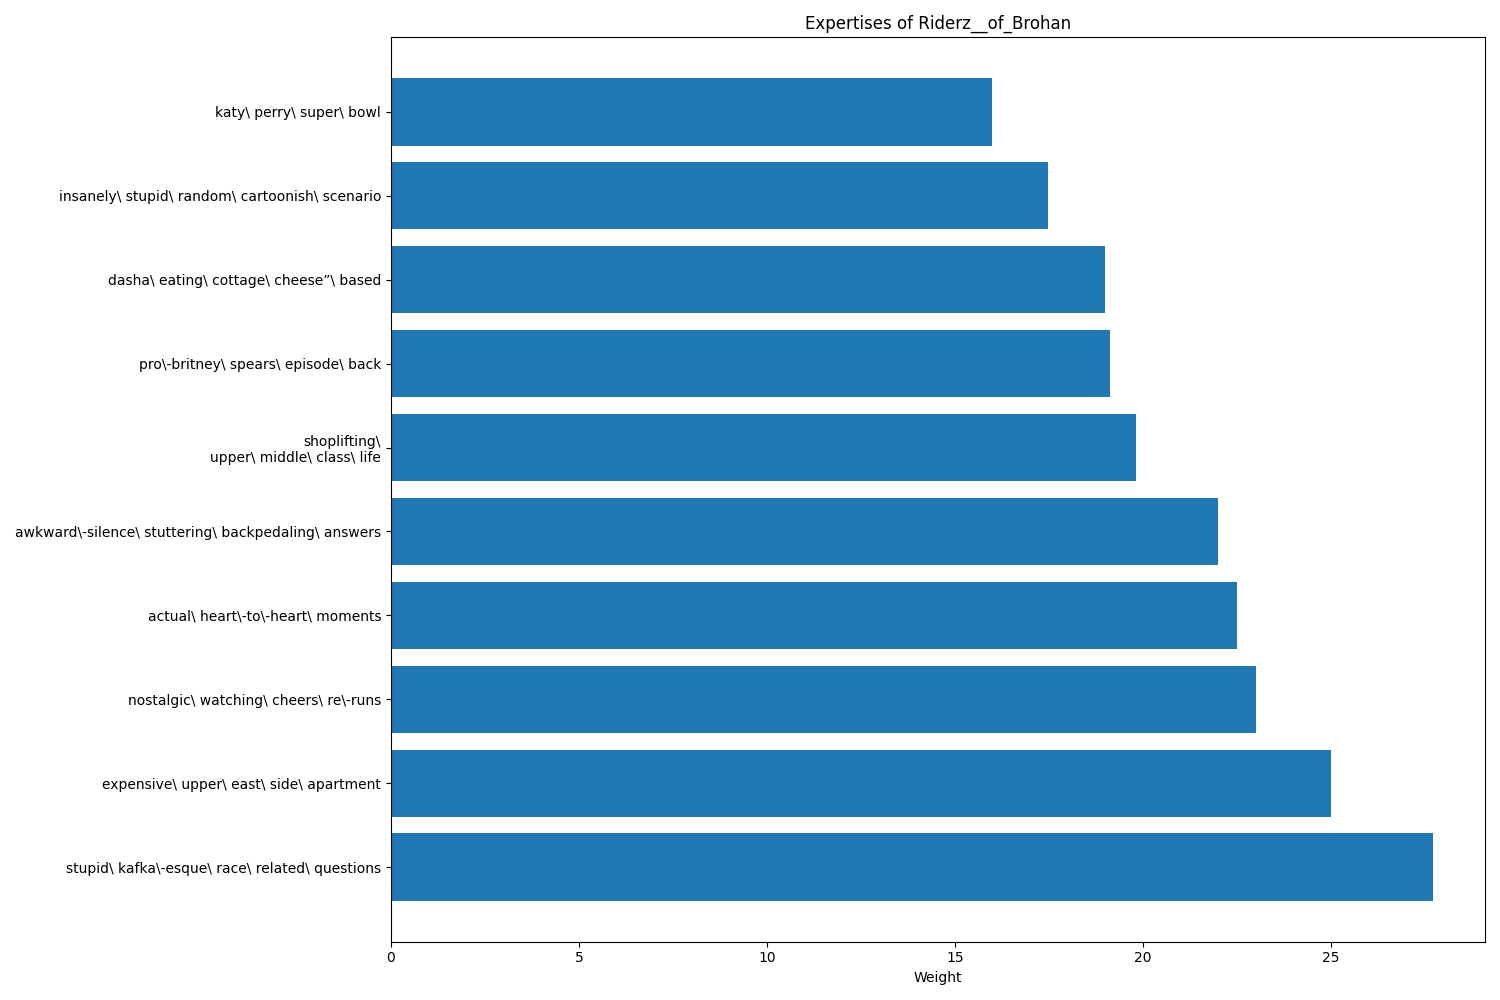 Expertises of Riderz__of_Brohan
katy\ perry\ super\ bowl
insanely\ stupid\ random\ cartoonish\ scenario
dasha\ eating\ cottage\ cheese”\ based
pro\-britney\ spears\ episode\ back
shoplifting\
upper\ middle\ class\ life
awkward\-silence\ stuttering\ backpedaling\ answers
actual\ heart\-to\-heart\ moments
nostalgic\ watching\ cheers\ re\-runs
expensive\ upper\ east\ side\ apartment
stupid\ kafka\-esque\ race\ related\ questions
0 5 10 15 20 25
Weight